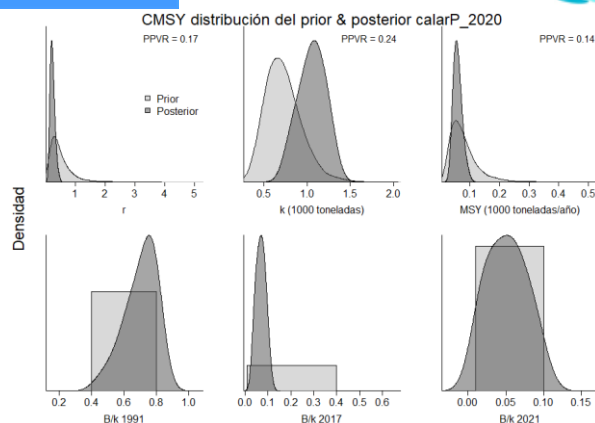 CMSY distribución del prior & posterior calarP_2020
PPVR = 0.17
PPVR = 0.24
PPVR = 0.14
Prior
Posterior
1 2 3 4 5
r
0.5 1.0 1.5 2.0
k (1000 toneladas)
0.1 0.2 0.3 0.4 0.5
MSY (1000 toneladas/año)
Densidad
0.2 0.4 0.6 0.8 1.0
B/k 1991
0.0 0.1 0.2 0.3 0.4 0.5 0.6
B/k 2017
0.00 0.05 0.10 0.15
B/k 2021